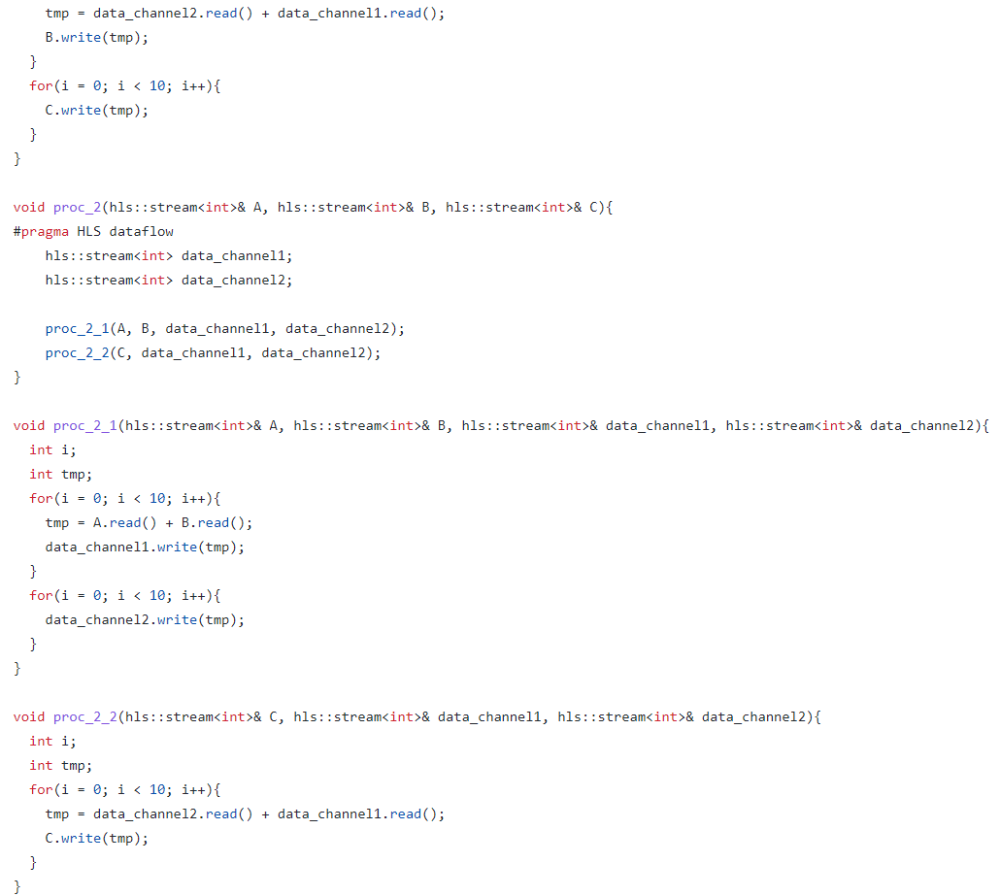 tmp = data_channel2.read() + data_channel1.read();
    B.write(tmp);
  }
  for(i = 0; i < 10; i++){
    C.write(tmp);
  }
}

void proc_2(hls::stream<int>& A, hls::stream<int>& B, hls::stream<int>& C){
#pragma HLS dataflow
    hls::stream<int> data_channel1;
    hls::stream<int> data_channel2;

    proc_2_1(A, B, data_channel1, data_channel2);
    proc_2_2(C, data_channel1, data_channel2);
}

void proc_2_1(hls::stream<int>& A, hls::stream<int>& B, hls::stream<int>& data_channel1, hls::stream<int>& data_channel2){
  int i;
  int tmp;
  for(i = 0; i < 10; i++){
    tmp = A.read() + B.read();
    data_channel1.write(tmp);
  }
  for(i = 0; i < 10; i++){
    data_channel2.write(tmp);
  }
}

void proc_2_2(hls::stream<int>& C, hls::stream<int>& data_channel1, hls::stream<int>& data_channel2){
  int i;
  int tmp;
  for(i = 0; i < 10; i++){
    tmp = data_channel2.read() + data_channel1.read();
    C.write(tmp);
  }
}